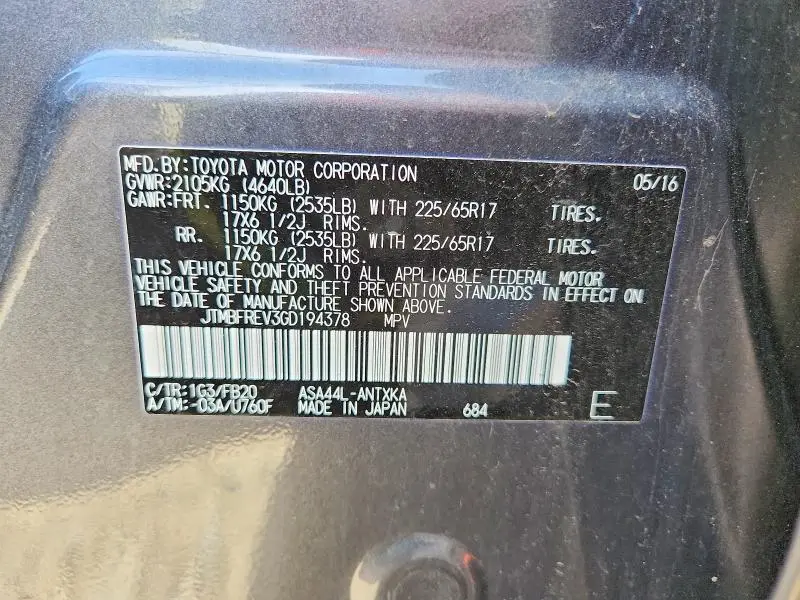 MFD.BY:TOYOTA MOTOR CORPORATION 05/16
GVWR:2105KG (4640LB)
GAWR:FRT. 1150KG (2535LB) WITH 225/65R17 TIRES.
17X6 1/2J RIMS.
RR. 1150KG (2535LB) WITH 225/65R17 TIRES.
17X6 1/2J RIMS.
THIS VEHICLE CONFORMS TO ALL APPLICABLE FEDERAL MOTOR
VEHICLE SAFETY AND THEFT PREVENTION STANDARDS IN EFFECT ON
THE DATE OF MANUFACTURE SHOWN ABOVE.
JTMBFREV3GD194378 MPV
C/TR:1G3/FB20 ASA44L-ANTXKA
A/TM:-03A/U760F MADE IN JAPAN 684 E